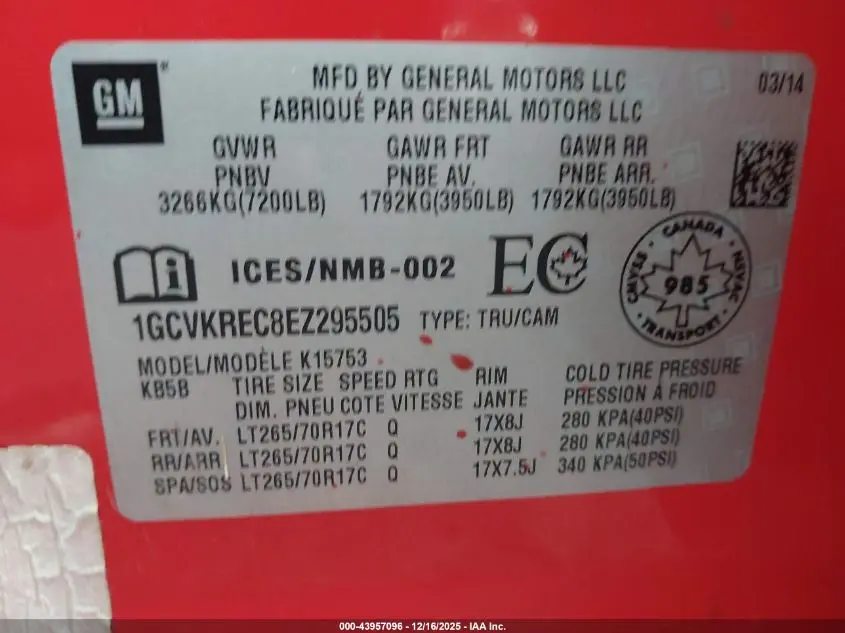 GM
MFD BY GENERAL MOTORS LLC
03/14
FABRIQUÉ PAR GENERAL MOTORS LLC
GVWR GAWR FRT GAWR RR
PNBV PNBE AV. PNBE ARR.
3266KG(7200LB) 1792KG(3950LB) 1792KG(3950LB)
i ICES/NMB-002 EC
CANADA
CMVSS 985 NSVAC
TRANSPORT
1GCVKREC8EZ295505 TYPE: TRU/CAM
MODEL/MODÈLE K15753
KB5B TIRE SIZE SPEED RTG RIM COLD TIRE PRESSURE
DIM. PNEU COTE VITESSE JANTE PRESSION À FROID
FRT/AV. LT265/70R17C Q 17X8J 280 KPA(40PSI)
RR/ARR LT265/70R17C Q 17X8J 280 KPA(40PSI)
SPA/SOS LT265/70R17C Q 17X7.5J 340 KPA(50PSI)
000-43957096 - 12/16/2025 - IAA Inc.